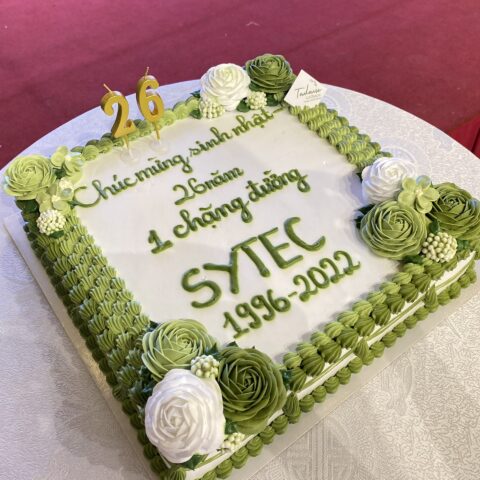 26
Chúc mừng sinh nhật
26 năm
1 chặng đường
SYTEC
1996-2022